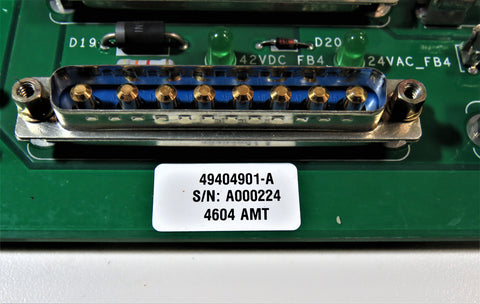 D19
D20
42VDC_FB4
24VAC_FB4
49404901-A
S/N: A000224
4604 AMT